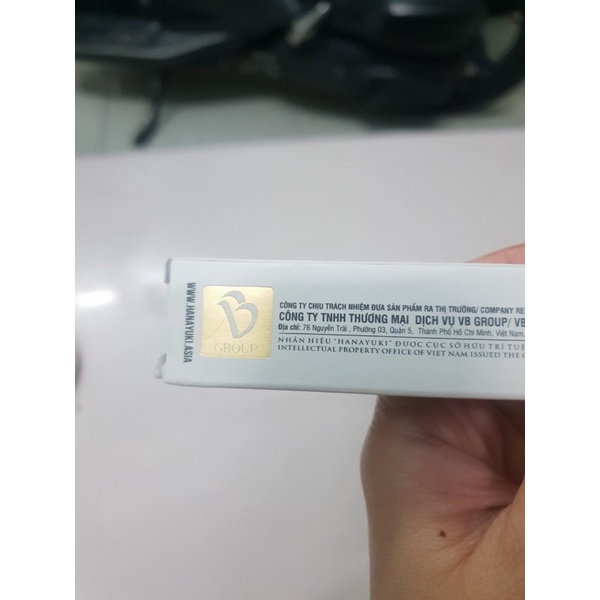 WWW.HANAYUKI.ASIA
VB
GROUP
CÔNG TY CHỊU TRÁCH NHIỆM ĐƯA SẢN PHẨM RA THỊ TRƯỜNG/ COMPANY RE
CÔNG TY TNHH THƯƠNG MẠI DỊCH VỤ VB GROUP/ VB
Địa chỉ: 76 Nguyễn Trãi , Phường 03, Quận 5, Thành Phố Hồ Chí Minh, Việt Nam.
NHÃN HIỆU "HANAYUKI" ĐƯỢC CỤC SỞ HỮU TRÍ TUỆ
INTELLECTUAL PROPERTY OFFICE OF VIET NAM ISSUED THE